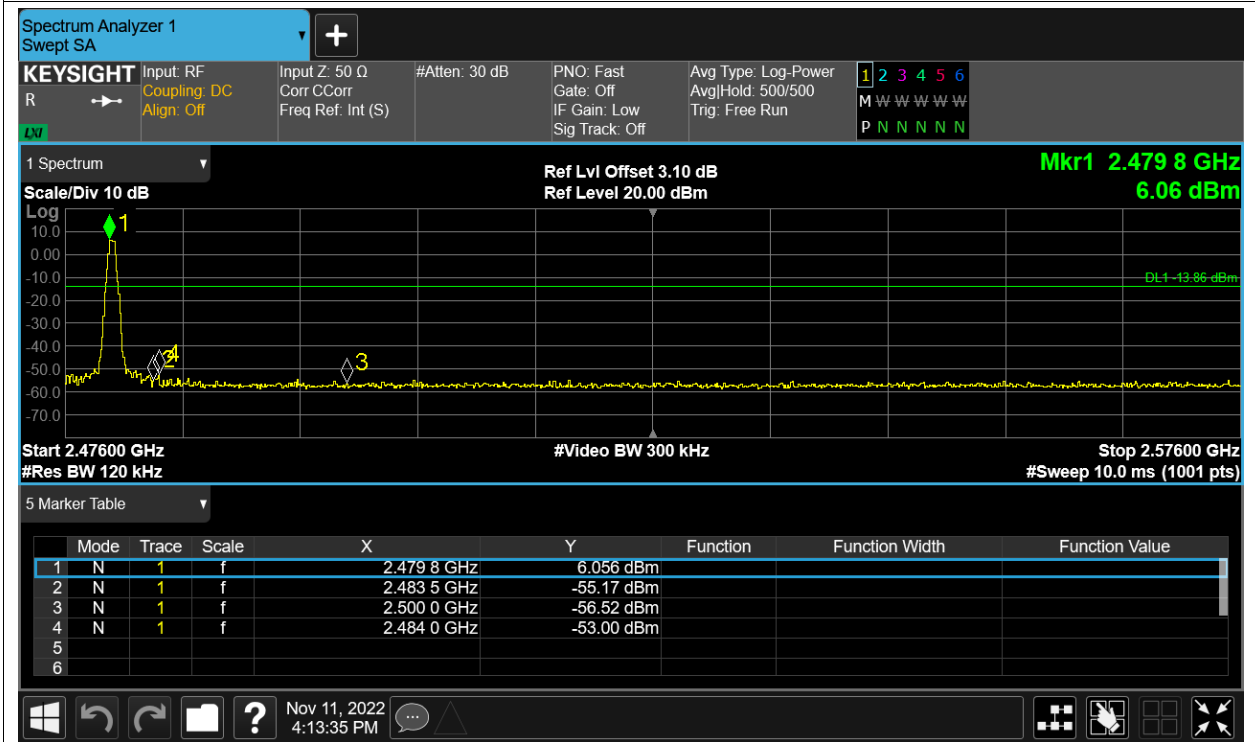 Spectrum Analyzer 1
Swept SA
+
KEYSIGHT Input: RF Input Z: 50 Ω #Atten: 30 dB PNO: Fast Avg Type: Log-Power 1 2 3 4 5 6
R Coupling: DC Corr CCorr Gate: Off Avg|Hold: 500/500 M W W W W W
Align: Off Freq Ref: Int (S) IF Gain: Low Trig: Free Run
LXI Sig Track: Off P N N N N N
1 Spectrum Ref Lvl Offset 3.10 dB Mkr1 2.479 8 GHz
Scale/Div 10 dB Ref Level 20.00 dBm 6.06 dBm
Log
1
10.0
0.00
-10.0 DL1 -13.86 dBm
-20.0
-30.0
-40.0
2 4 3
-50.0
-60.0
-70.0
Start 2.47600 GHz #Video BW 300 kHz Stop 2.57600 GHz
#Res BW 120 kHz #Sweep 10.0 ms (1001 pts)
5 Marker Table
Mode Trace Scale X Y Function Function Width Function Value
1 N 1 f 2.479 8 GHz 6.056 dBm
2 N 1 f 2.483 5 GHz -55.17 dBm
3 N 1 f 2.500 0 GHz -56.52 dBm
4 N 1 f 2.484 0 GHz -53.00 dBm
5
6
? Nov 11, 2022
4:13:35 PM